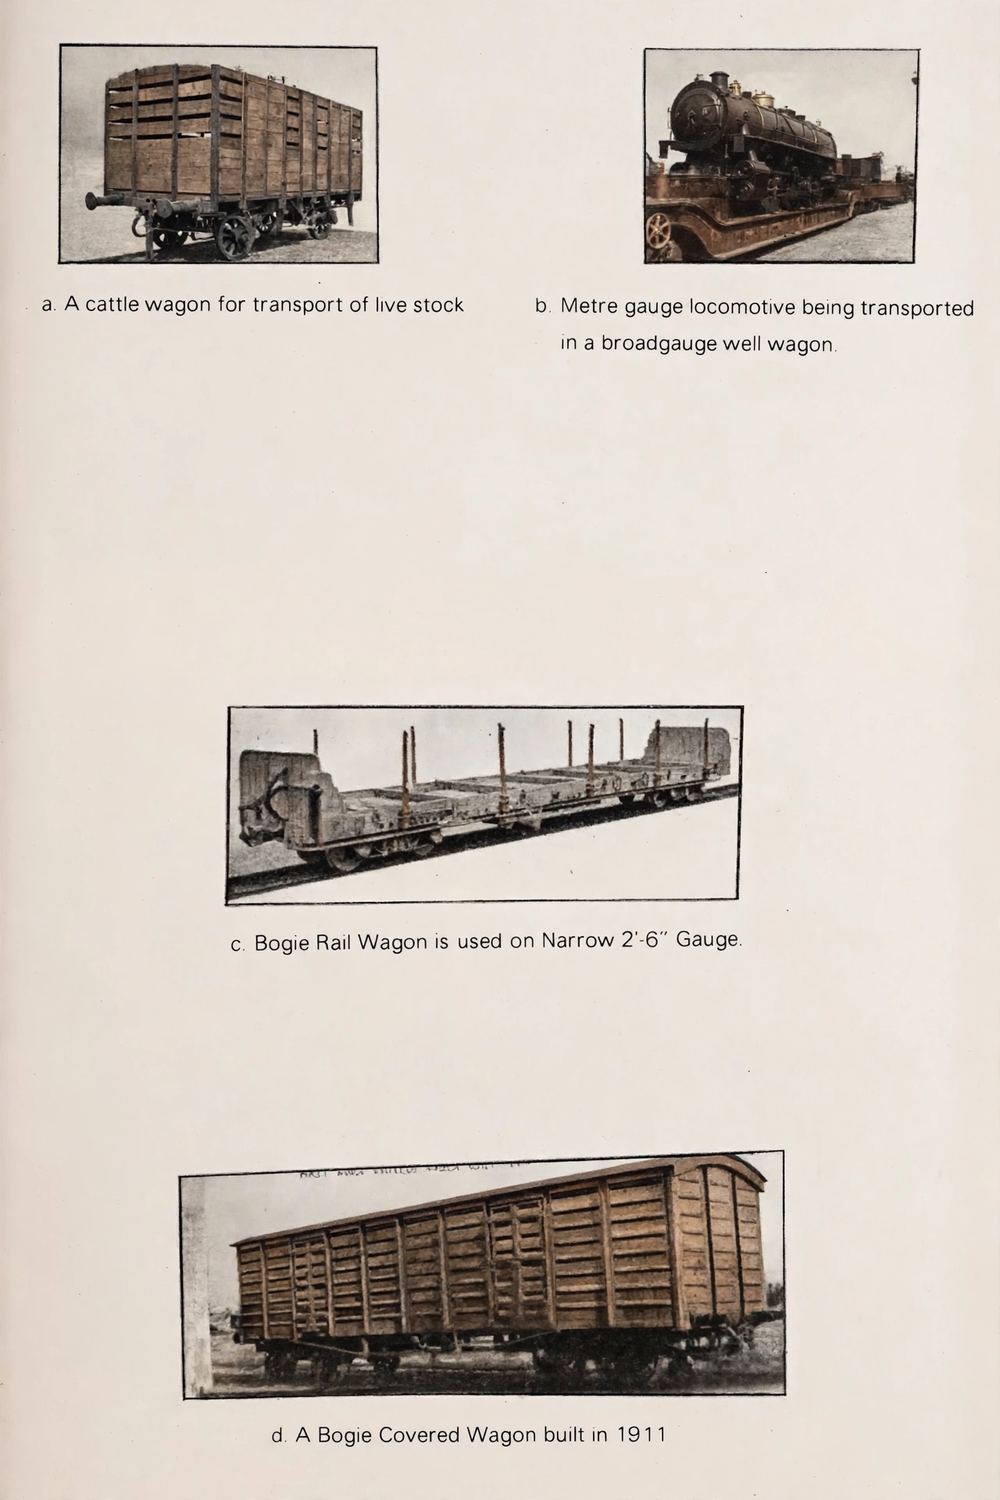 a. A cattle wagon for transport of live stock
b. Metre gauge locomotive being transported
in a broadgauge well wagon.
c. Bogie Rail Wagon is used on Narrow 2'-6" Gauge.
d. A Bogie Covered Wagon built in 1911